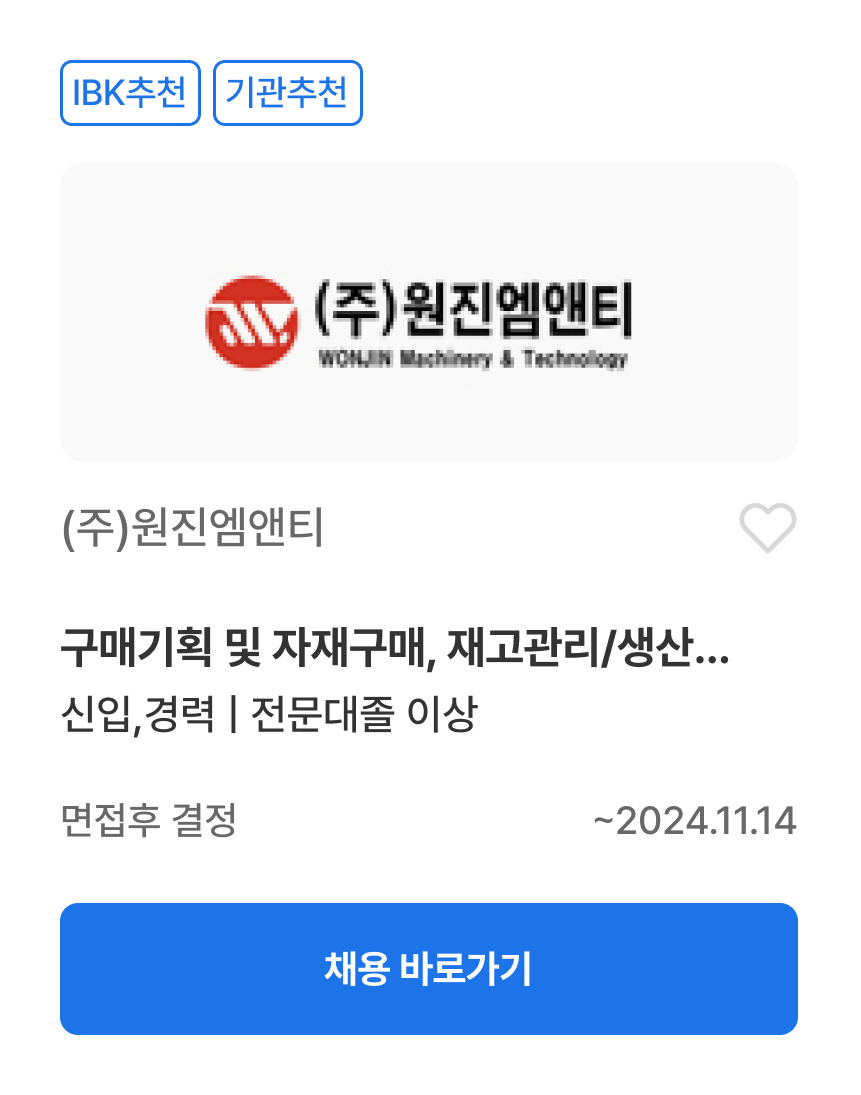 IBK추천 기관추천
(주)원진엠앤티
WONJIN Machinery & Technology
(주)원진엠앤티
구매기획 및 자재구매, 재고관리/생산...
신입,경력 | 전문대졸 이상
면접후 결정 ~2024.11.14
채용 바로가기